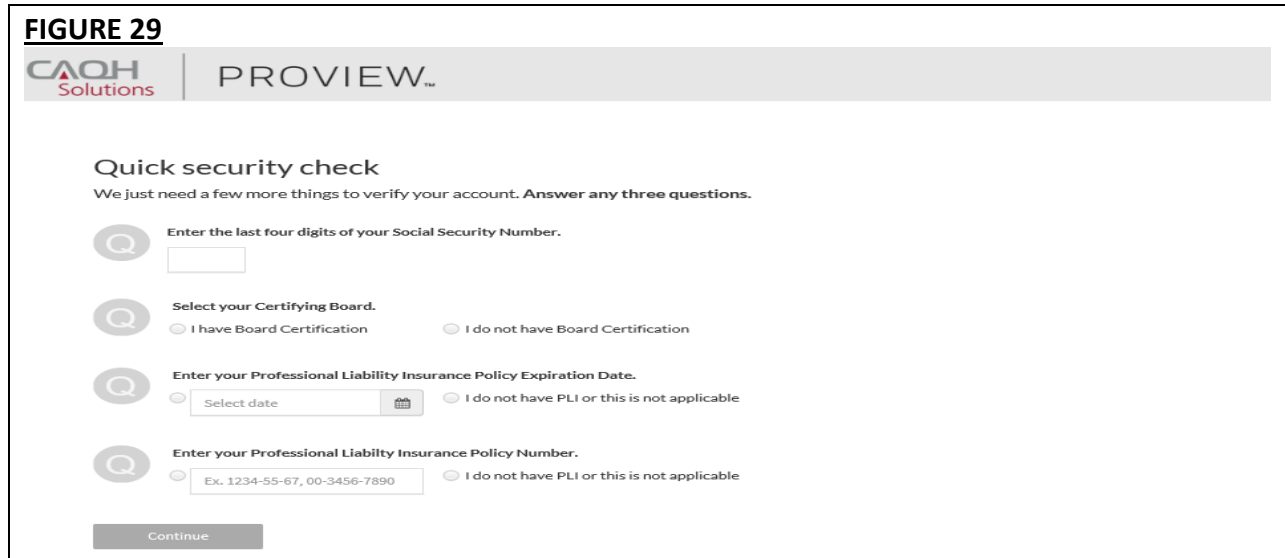 FIGURE 29
CAQH
Solutions
PROVIEW™
Quick security check
We just need a few more things to verify your account. Answer any three questions.
Q
Enter the last four digits of your Social Security Number.
Q
Select your Certifying Board.
I have Board Certification I do not have Board Certification
Q
Enter your Professional Liability Insurance Policy Expiration Date.
Select date I do not have PLI or this is not applicable
Q
Enter your Professional Liabilty Insurance Policy Number.
Ex. 1234-55-67, 00-3456-7890 I do not have PLI or this is not applicable
Continue